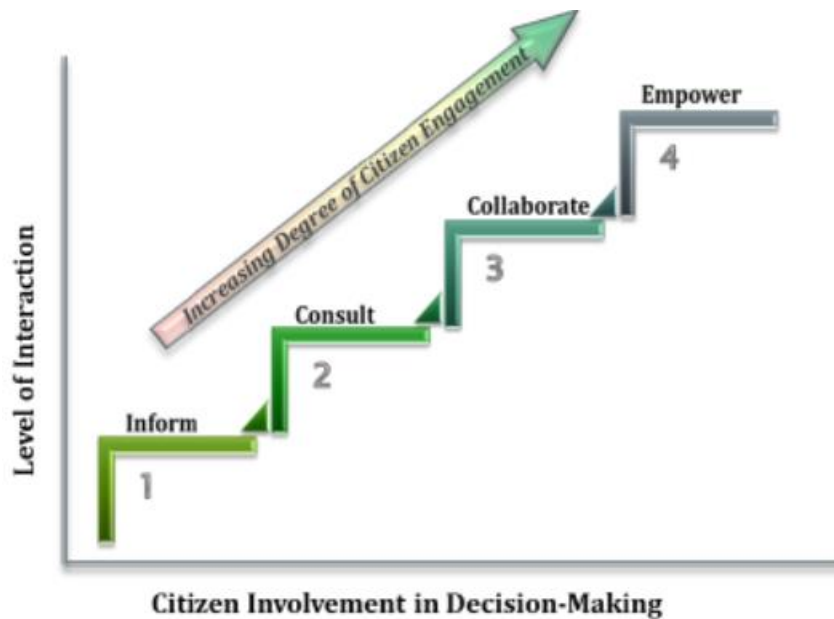 Increasing Degree of Citizen Engagement
Empower
4
Collaborate
3
Consult
2
Inform
1
Level of Interaction
Citizen Involvement in Decision-Making